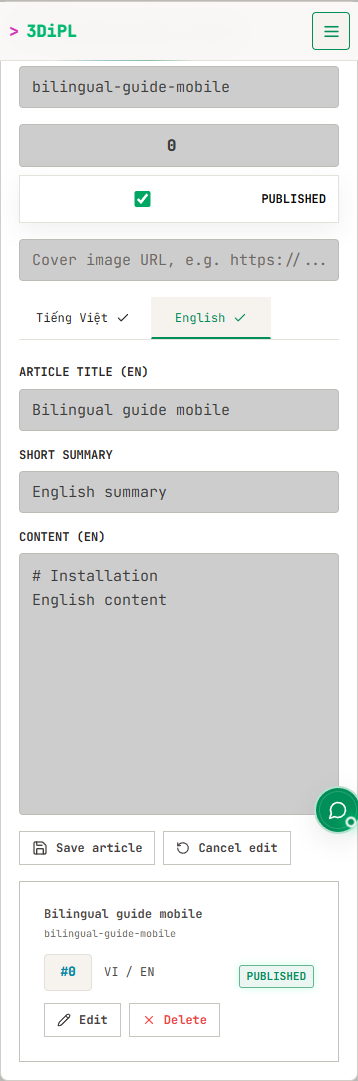 > 3DiPL
bilingual-guide-mobile
0
PUBLISHED
Cover image URL, e.g. https://...
Tiếng Việt ✓
English ✓
ARTICLE TITLE (EN)
Bilingual guide mobile
SHORT SUMMARY
English summary
CONTENT (EN)
# Installation
English content
Save article
Cancel edit
Bilingual guide mobile
bilingual-guide-mobile
#0
VI / EN
PUBLISHED
Edit
Delete